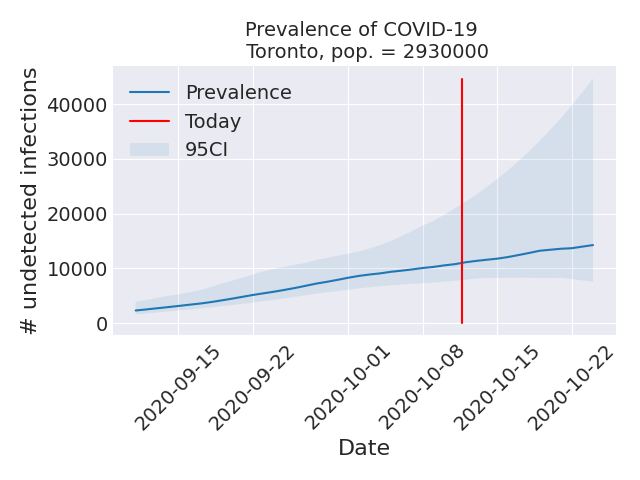 Prevalence of COVID-19
Toronto, pop. = 2930000
# undetected infections
40000
30000
20000
10000
0
Prevalence
Today
95CI
2020-09-15
2020-09-22
2020-10-01
2020-10-08
2020-10-15
2020-10-22
Date